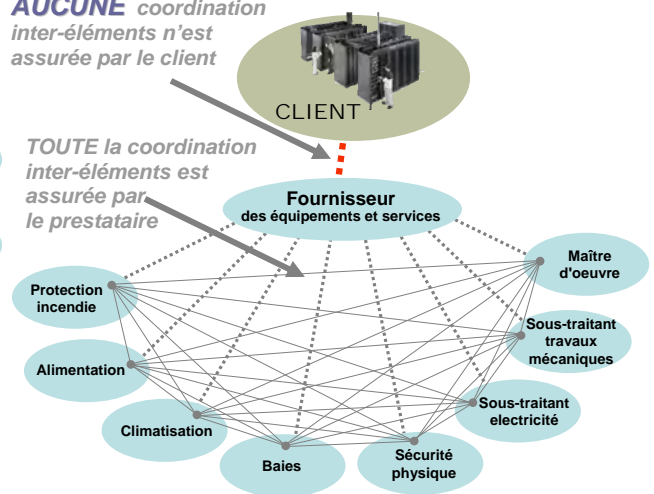 AUCUNE coordination
inter-éléments n'est
assurée par le client
CLIENT
TOUTE la coordination
inter-éléments est
assurée par
le prestataire
Fournisseur
des équipements et services
Maître
d'oeuvre
Protection
incendie
Sous-traitant
travaux
mécaniques
Alimentation
Sous-traitant
electricité
Climatisation
Baies
Sécurité
physique